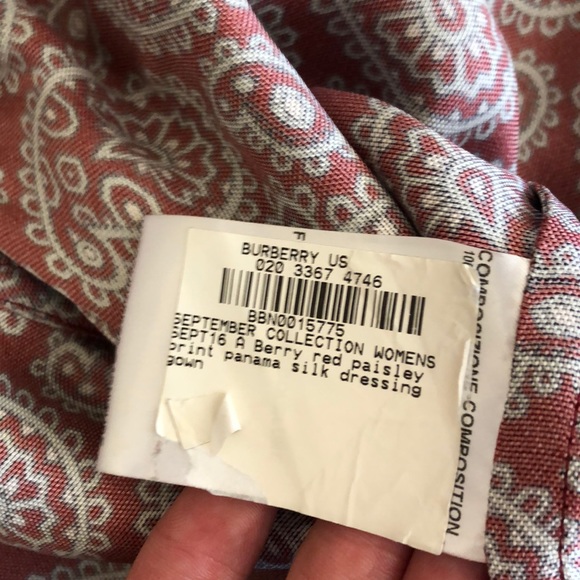 BURBERRY US
020 3367 4746
BBN0015775
SEPTEMBER COLLECTION WOMENS
SEPT16 A Berry red paisley
print panama silk dressing
gown
COMPOSIZIONE COMPOSITION